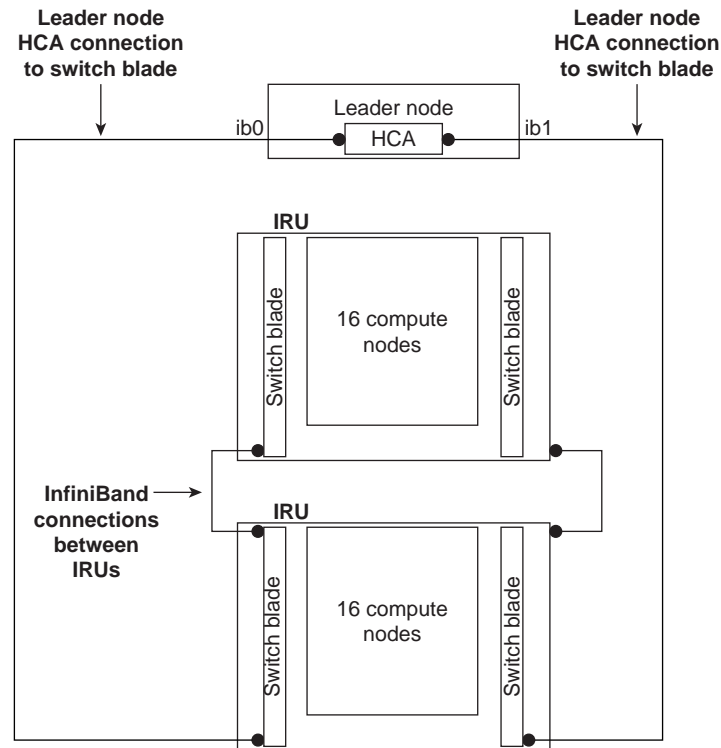 Leader node
HCA connection
to switch blade
Leader node
HCA connection
to switch blade
Leader node
ib0
HCA
ib1
IRU
Switch blade
16 compute
nodes
Switch blade
InfiniBand
connections
between
IRUs
IRU
Switch blade
16 compute
nodes
Switch blade